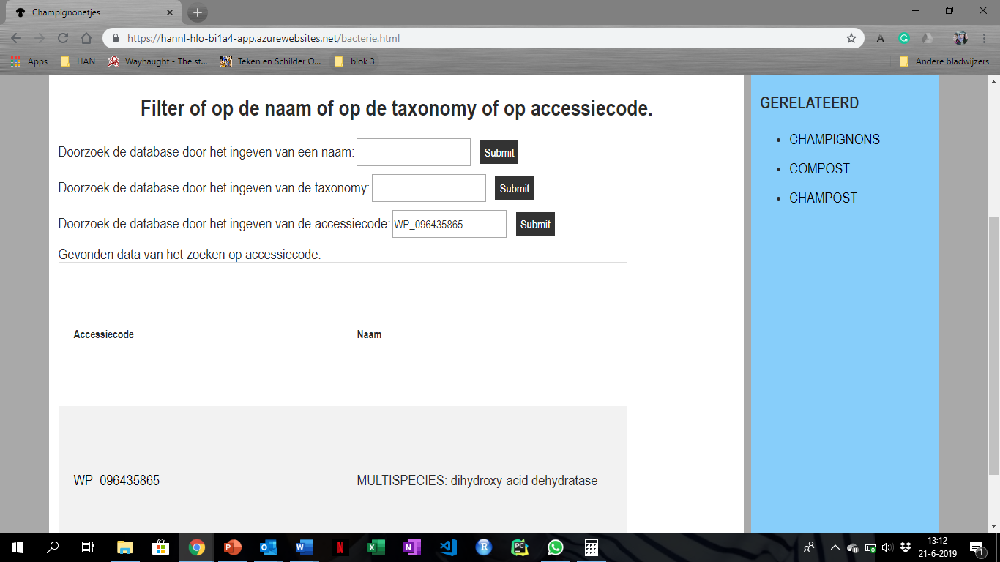 Champignonetjes
https://hannl-hlo-bi1a4-app.azurewebsites.net/bacterie.html
Apps
HAN
Wayhaught - The st...
Teken en Schilder O...
blok 3
Andere bladwijzers
Filter of op de naam of op de taxonomy of op accessiecode.
Doorzoek de database door het ingeven van een naam: Submit
Doorzoek de database door het ingeven van de taxonomy: Submit
Doorzoek de database door het ingeven van de accessiecode: WP_096435865 Submit
Gevonden data van het zoeken op accessiecode:
Accessiecode Naam
WP_096435865 MULTISPECIES: dihydroxy-acid dehydratase
GERELATEERD
CHAMPIGNONS
COMPOST
CHAMPOST
13:12
21-6-2019
1